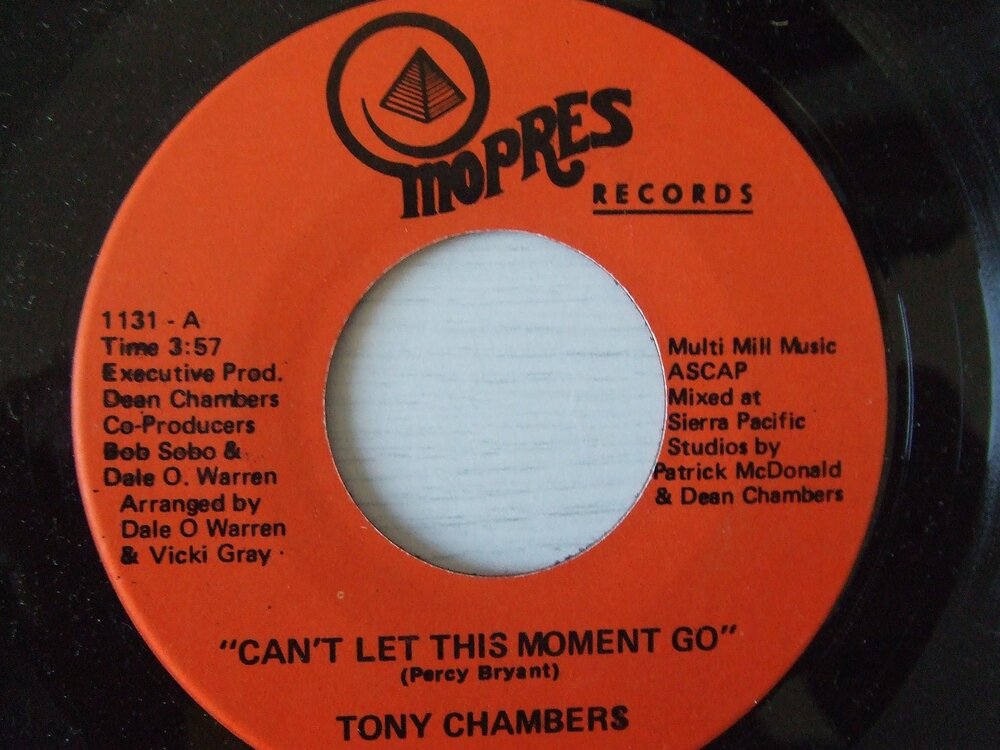 MOPRES
RECORDS
1131 - A
Time 3:57
Executive Prod.
Dean Chambers
Co-Producers
Bob Sobo &
Dale O. Warren
Arranged by
Dale O Warren
& Vicki Gray
Multi Mill Music
ASCAP
Mixed at
Sierra Pacific
Studios by
Patrick McDonald
& Dean Chambers
"CAN'T LET THIS MOMENT GO"
(Percy Bryant)
TONY CHAMBERS